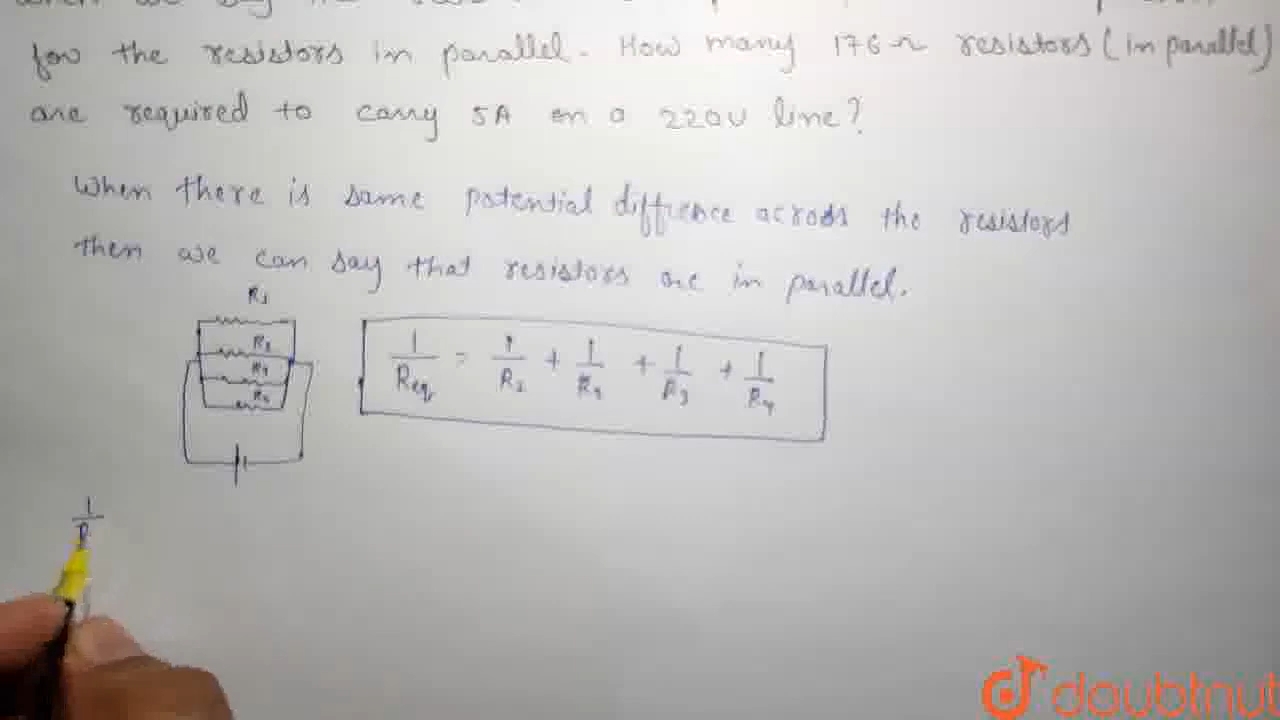 for the resistors in parallel. How many 176 Ω resistors (in parallel)
are required to carry 5A on a 220V line?
When there is same potential diffrence across the resistors
then we can say that resistors are in parallel.
R1
R2
R3
R4
1/Req = 1/R1 + 1/R2 + 1/R3 + 1/R4
1/R
doubtnut